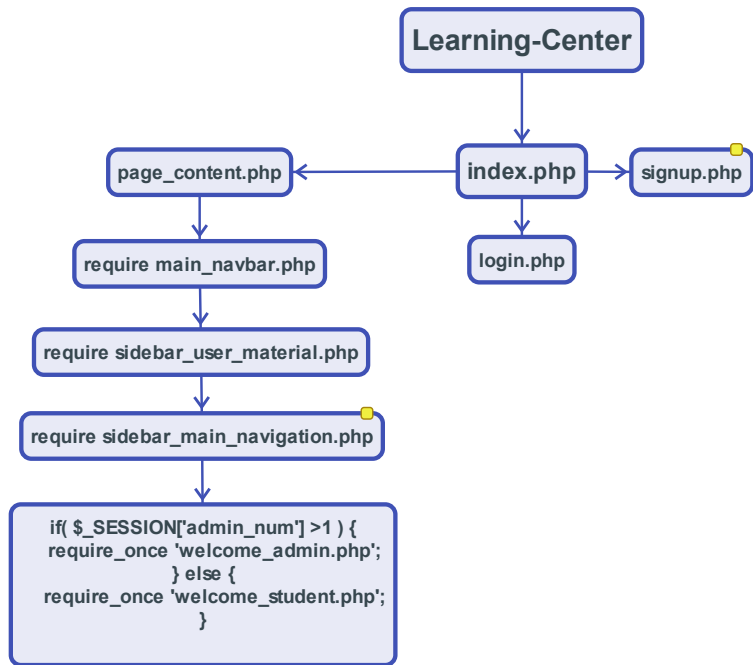 Learning-Center
page_content.php
index.php
signup.php
require main_navbar.php
login.php
require sidebar_user_material.php
require sidebar_main_navigation.php
if( $_SESSION['admin_num'] >1 ) {
require_once 'welcome_admin.php';
} else {
require_once 'welcome_student.php';
}